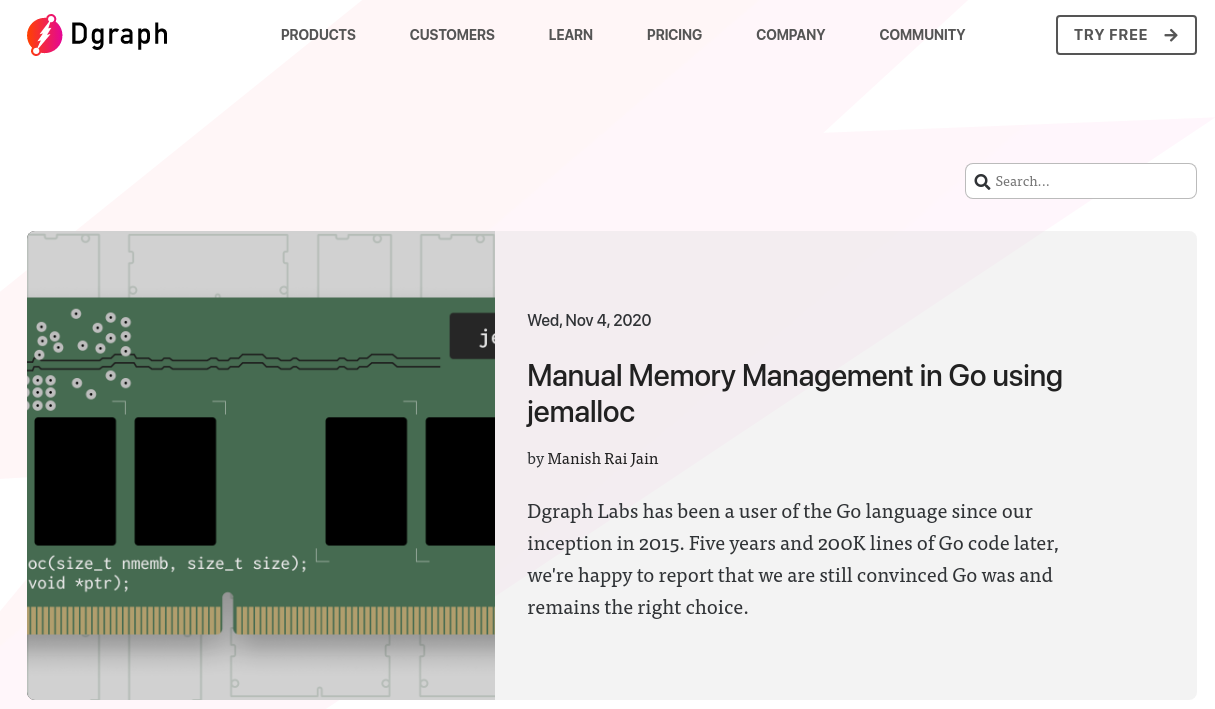 Dgraph
PRODUCTS CUSTOMERS LEARN PRICING COMPANY COMMUNITY TRY FREE →
Search...
Wed, Nov 4, 2020
Manual Memory Management in Go using
jemalloc
by Manish Rai Jain
Dgraph Labs has been a user of the Go language since our
inception in 2015. Five years and 200K lines of Go code later,
we're happy to report that we are still convinced Go was and
remains the right choice.
je
oc(size_t nmemb, size_t size);
void *ptr);